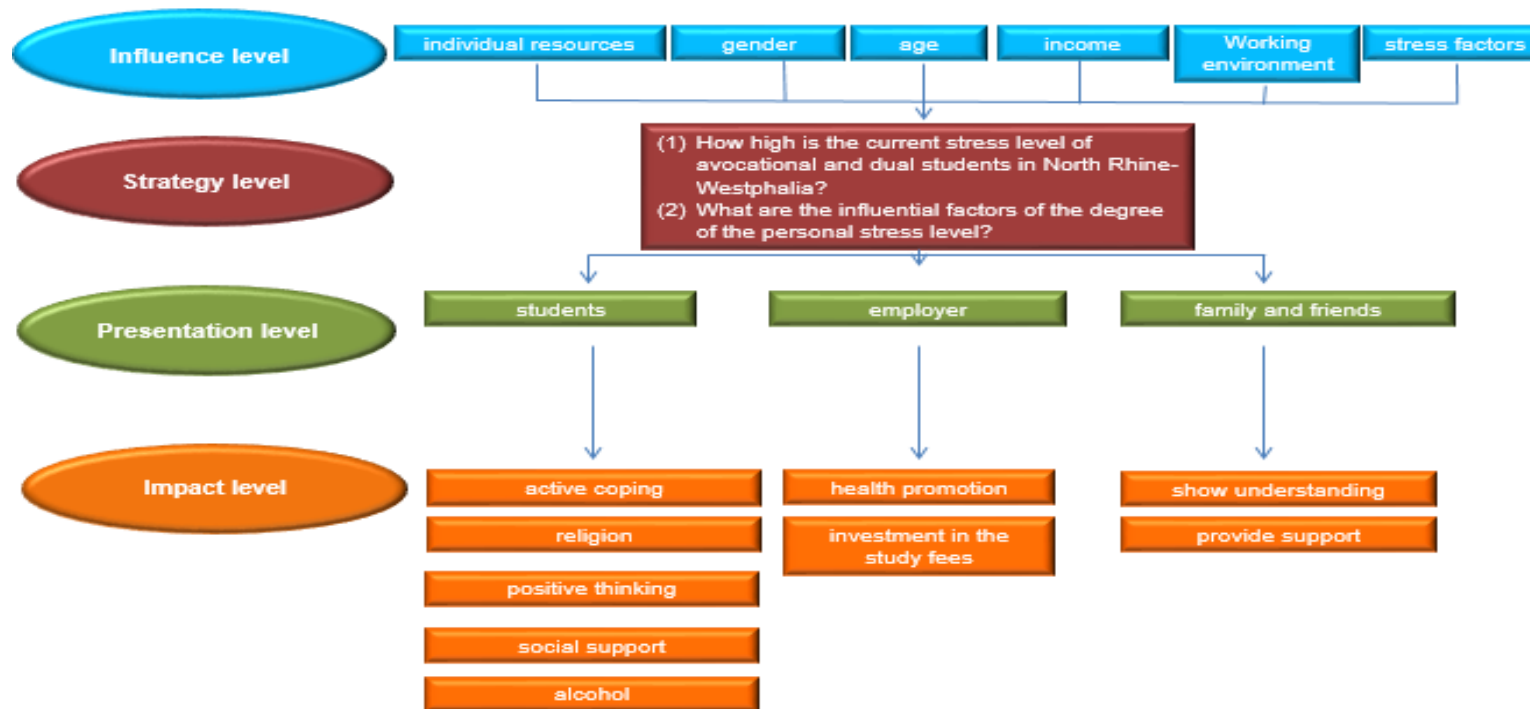 Influence level
individual resources
gender
age
income
Working
environment
stress factors
Strategy level
(1) How high is the current stress level of
avocational and dual students in North Rhine-
Westphalia?
(2) What are the influential factors of the degree
of the personal stress level?
Presentation level
students
employer
family and friends
Impact level
active coping
religion
positive thinking
social support
alcohol
health promotion
investment in the
study fees
show understanding
provide support